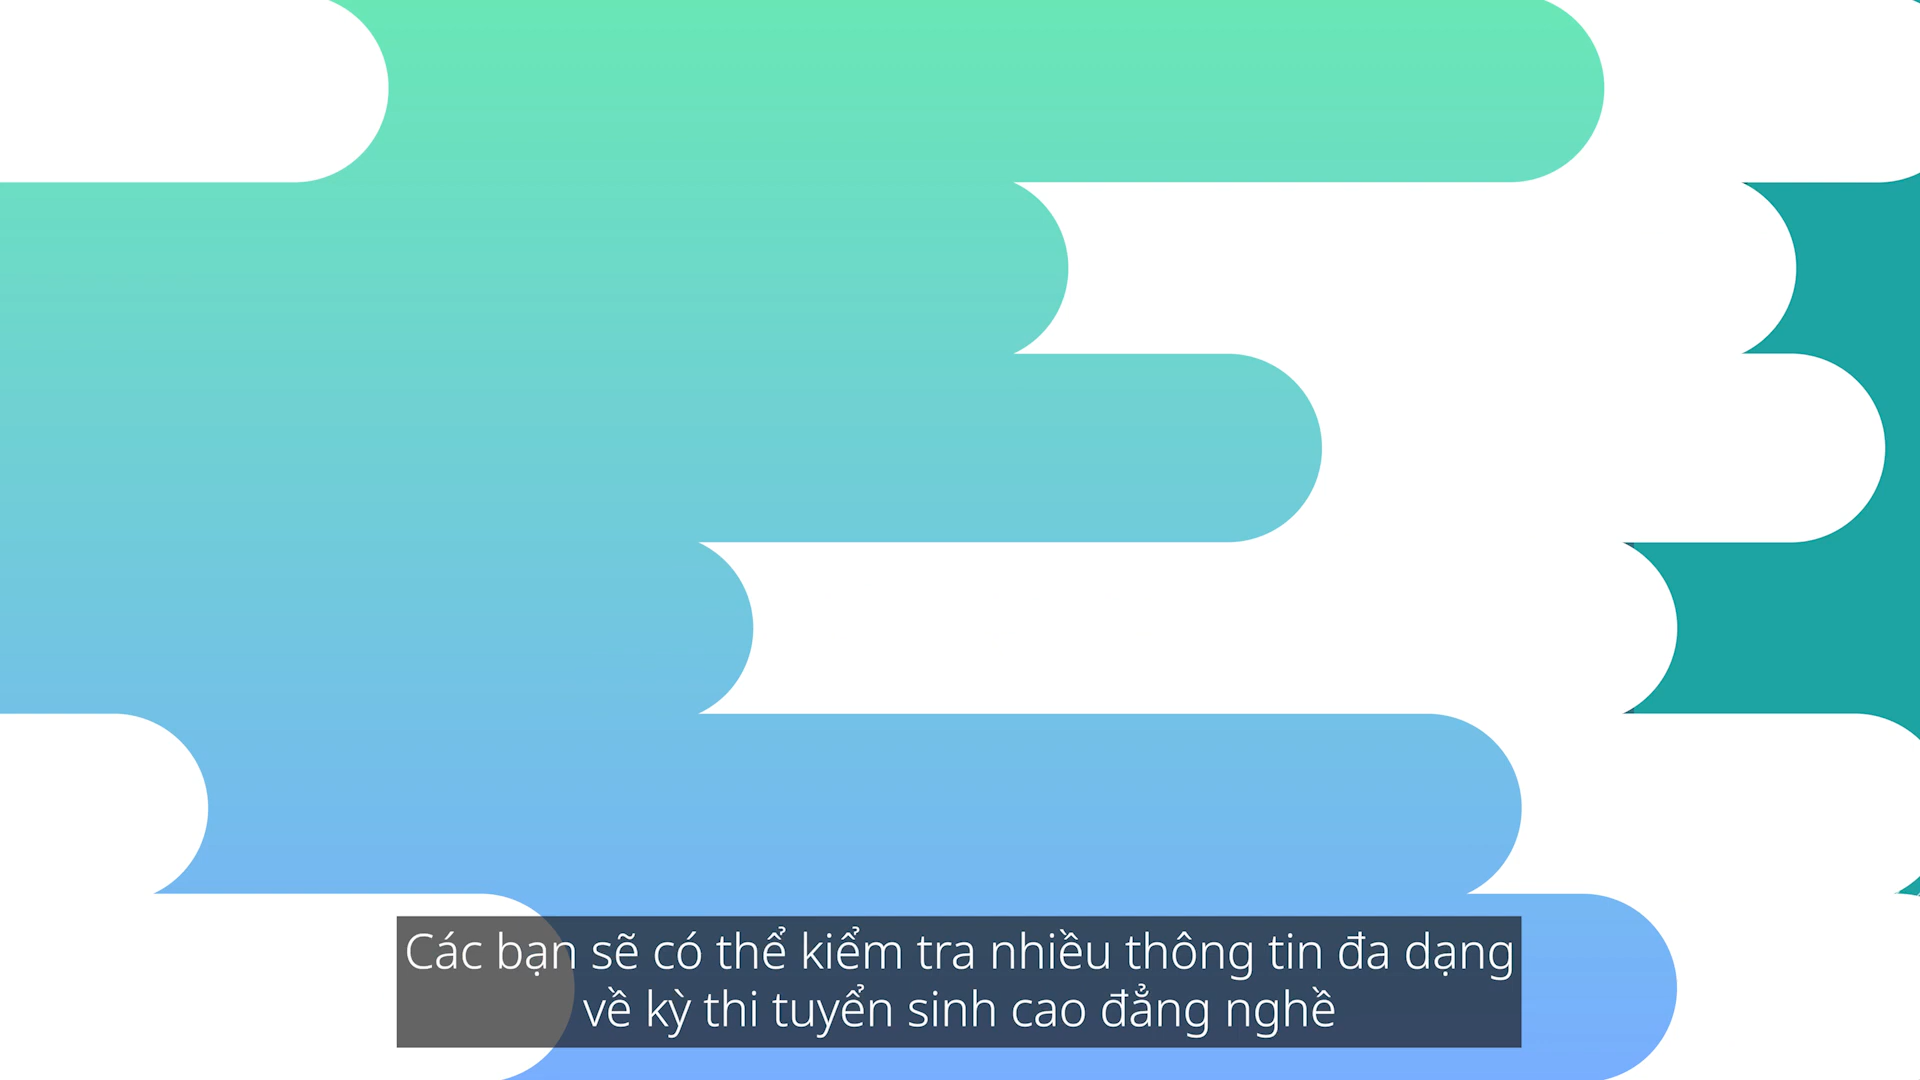 Các bạn sẽ có thể kiểm tra nhiều thông tin đa dạng
về kỳ thi tuyển sinh cao đẳng nghề